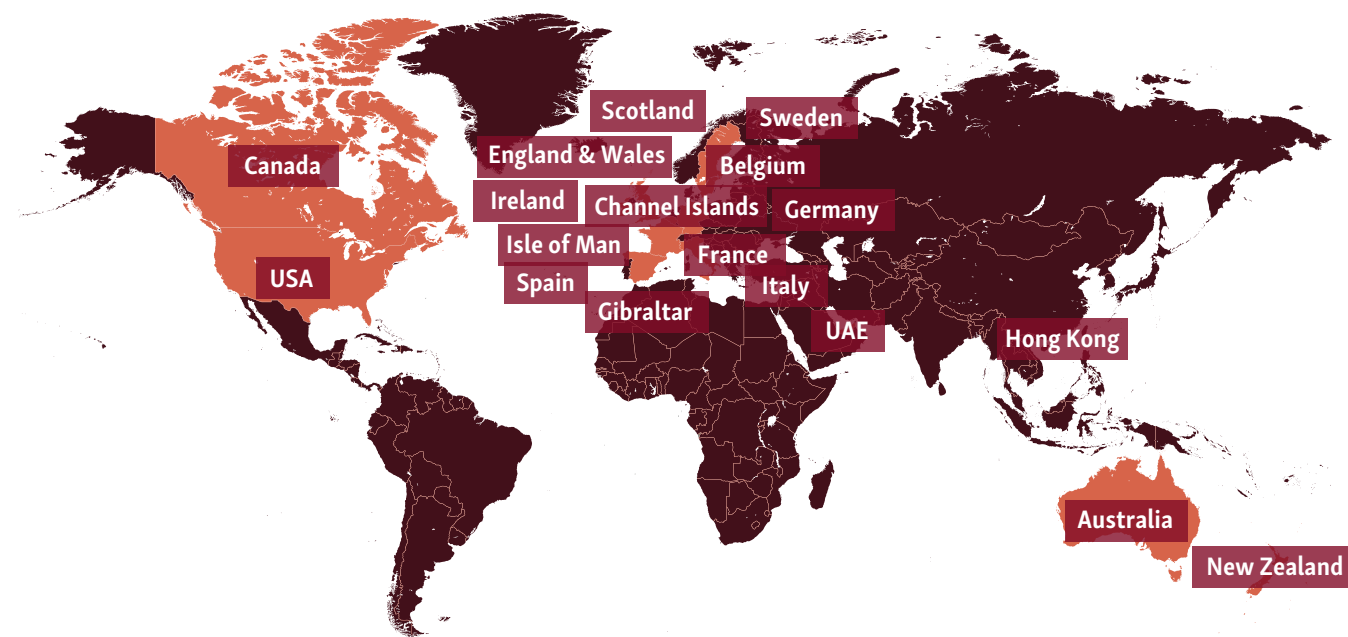 Scotland
Sweden
England & Wales
Canada
Belgium
Ireland
Channel Islands
Germany
Isle of Man
France
USA
Spain
Italy
Gibraltar
UAE
Hong Kong
Australia
New Zealand